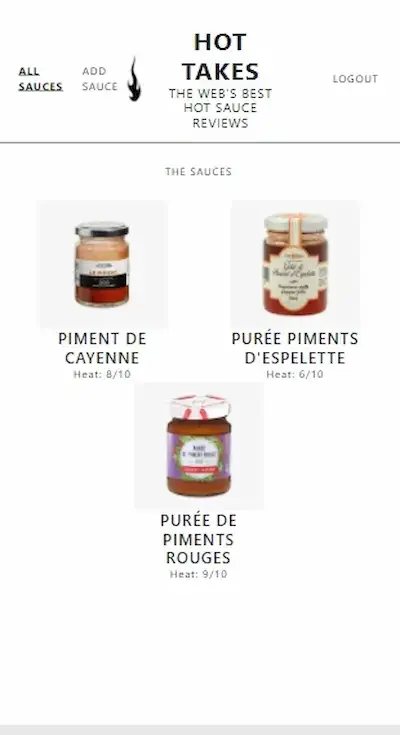 HOT
TAKES
ALL
SAUCES
ADD
SAUCE
THE WEB'S BEST
HOT SAUCE
REVIEWS
LOGOUT
THE SAUCES
PIMENT DE
CAYENNE
Heat: 8/10
PURÉE PIMENTS
D'ESPELETTE
Heat: 6/10
PURÉE DE
PIMENTS
ROUGES
Heat: 9/10